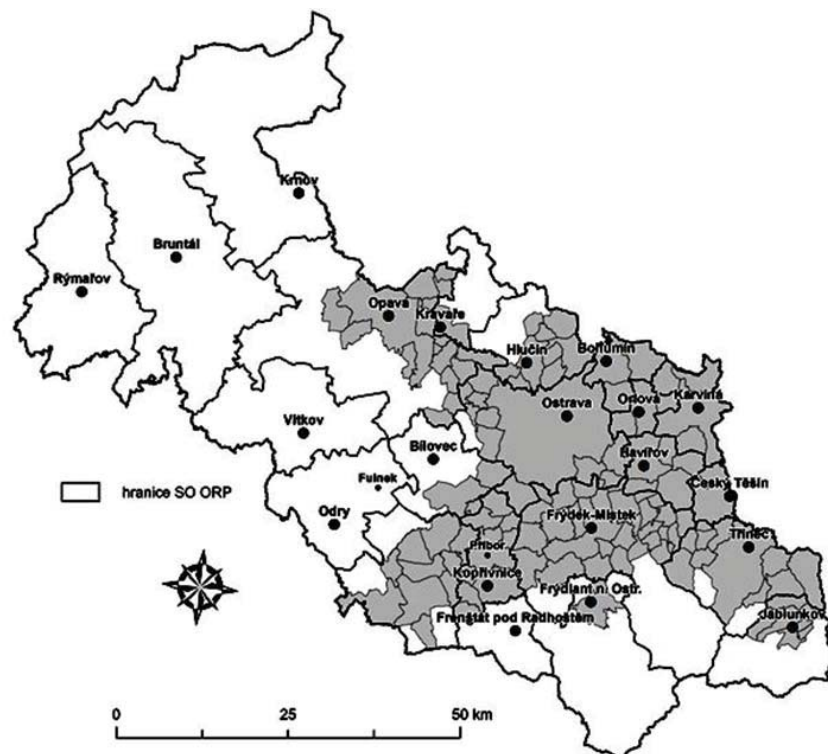 Krnov
Bruntál
Rýmařov
Opava
Kravaře
Hlučín
Bohumín
Ostrava
Orlová
Karviná
Vítkov
Bílovec
Havířov
Fulnek
Český Těšín
hranice SO ORP
Odry
Frýdek-Místek
Třinec
Příbor
Kopřivnice
Frýdlant n. Ostr.
Frenštát pod Radhoštěm
Jablunkov
0 25 50 km